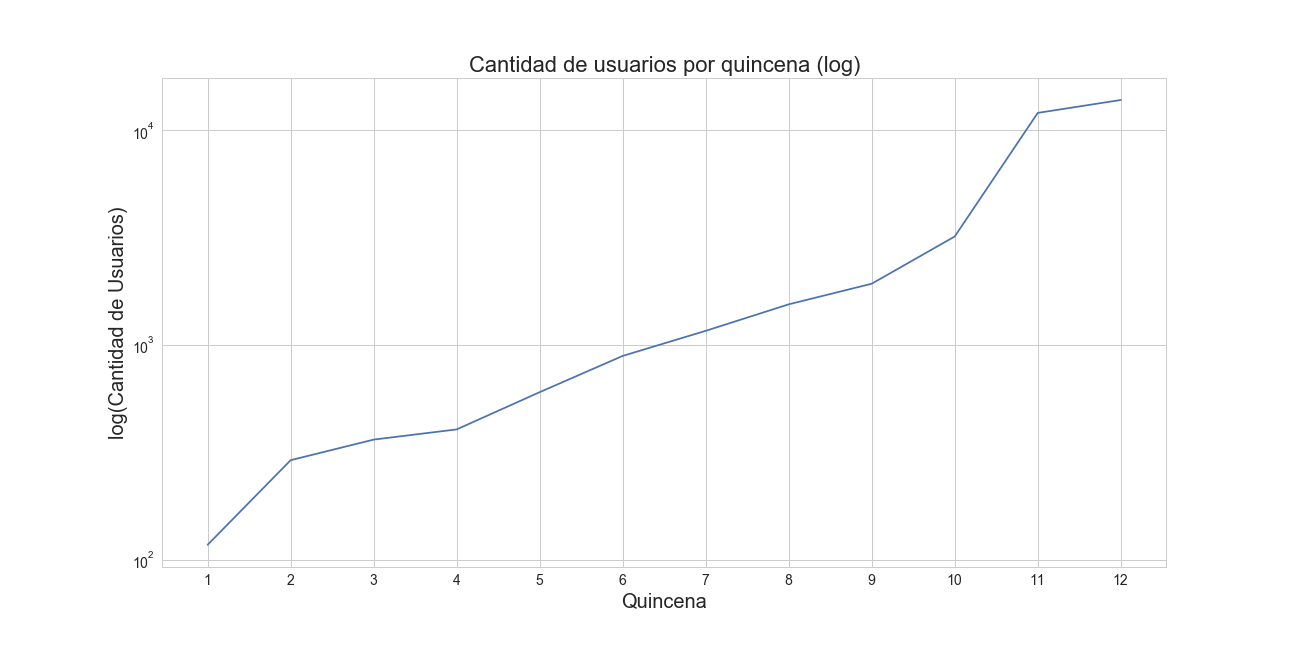 Cantidad de usuarios por quincena (log)
log(Cantidad de Usuarios)
10^4
10^3
10^2
1 2 3 4 5 6 7 8 9 10 11 12
Quincena